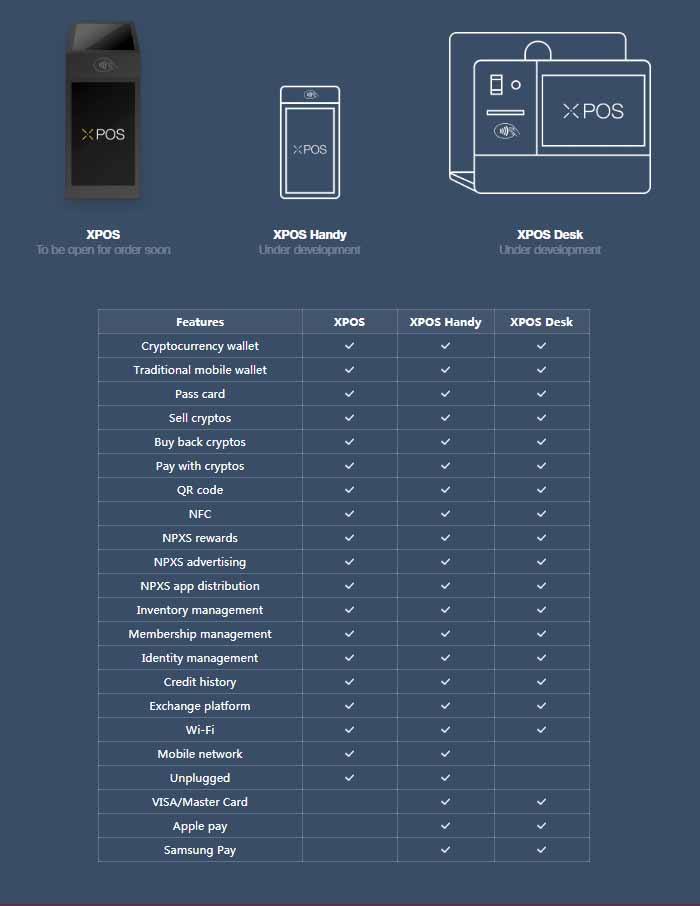 XPOS
XPOS
XPOS
XPOS XPOS Handy XPOS Desk
To be open for order soon Under development Under development
Features XPOS XPOS Handy XPOS Desk
Cryptocurrency wallet ✓ ✓ ✓
Traditional mobile wallet ✓ ✓ ✓
Pass card ✓ ✓ ✓
Sell cryptos ✓ ✓ ✓
Buy back cryptos ✓ ✓ ✓
Pay with cryptos ✓ ✓ ✓
QR code ✓ ✓ ✓
NFC ✓ ✓ ✓
NPXS rewards ✓ ✓ ✓
NPXS advertising ✓ ✓ ✓
NPXS app distribution ✓ ✓ ✓
Inventory management ✓ ✓ ✓
Membership management ✓ ✓ ✓
Identity management ✓ ✓ ✓
Credit history ✓ ✓ ✓
Exchange platform ✓ ✓ ✓
Wi-Fi ✓ ✓ ✓
Mobile network ✓ ✓
Unplugged ✓ ✓
VISA/Master Card ✓ ✓
Apple pay ✓ ✓
Samsung Pay ✓ ✓